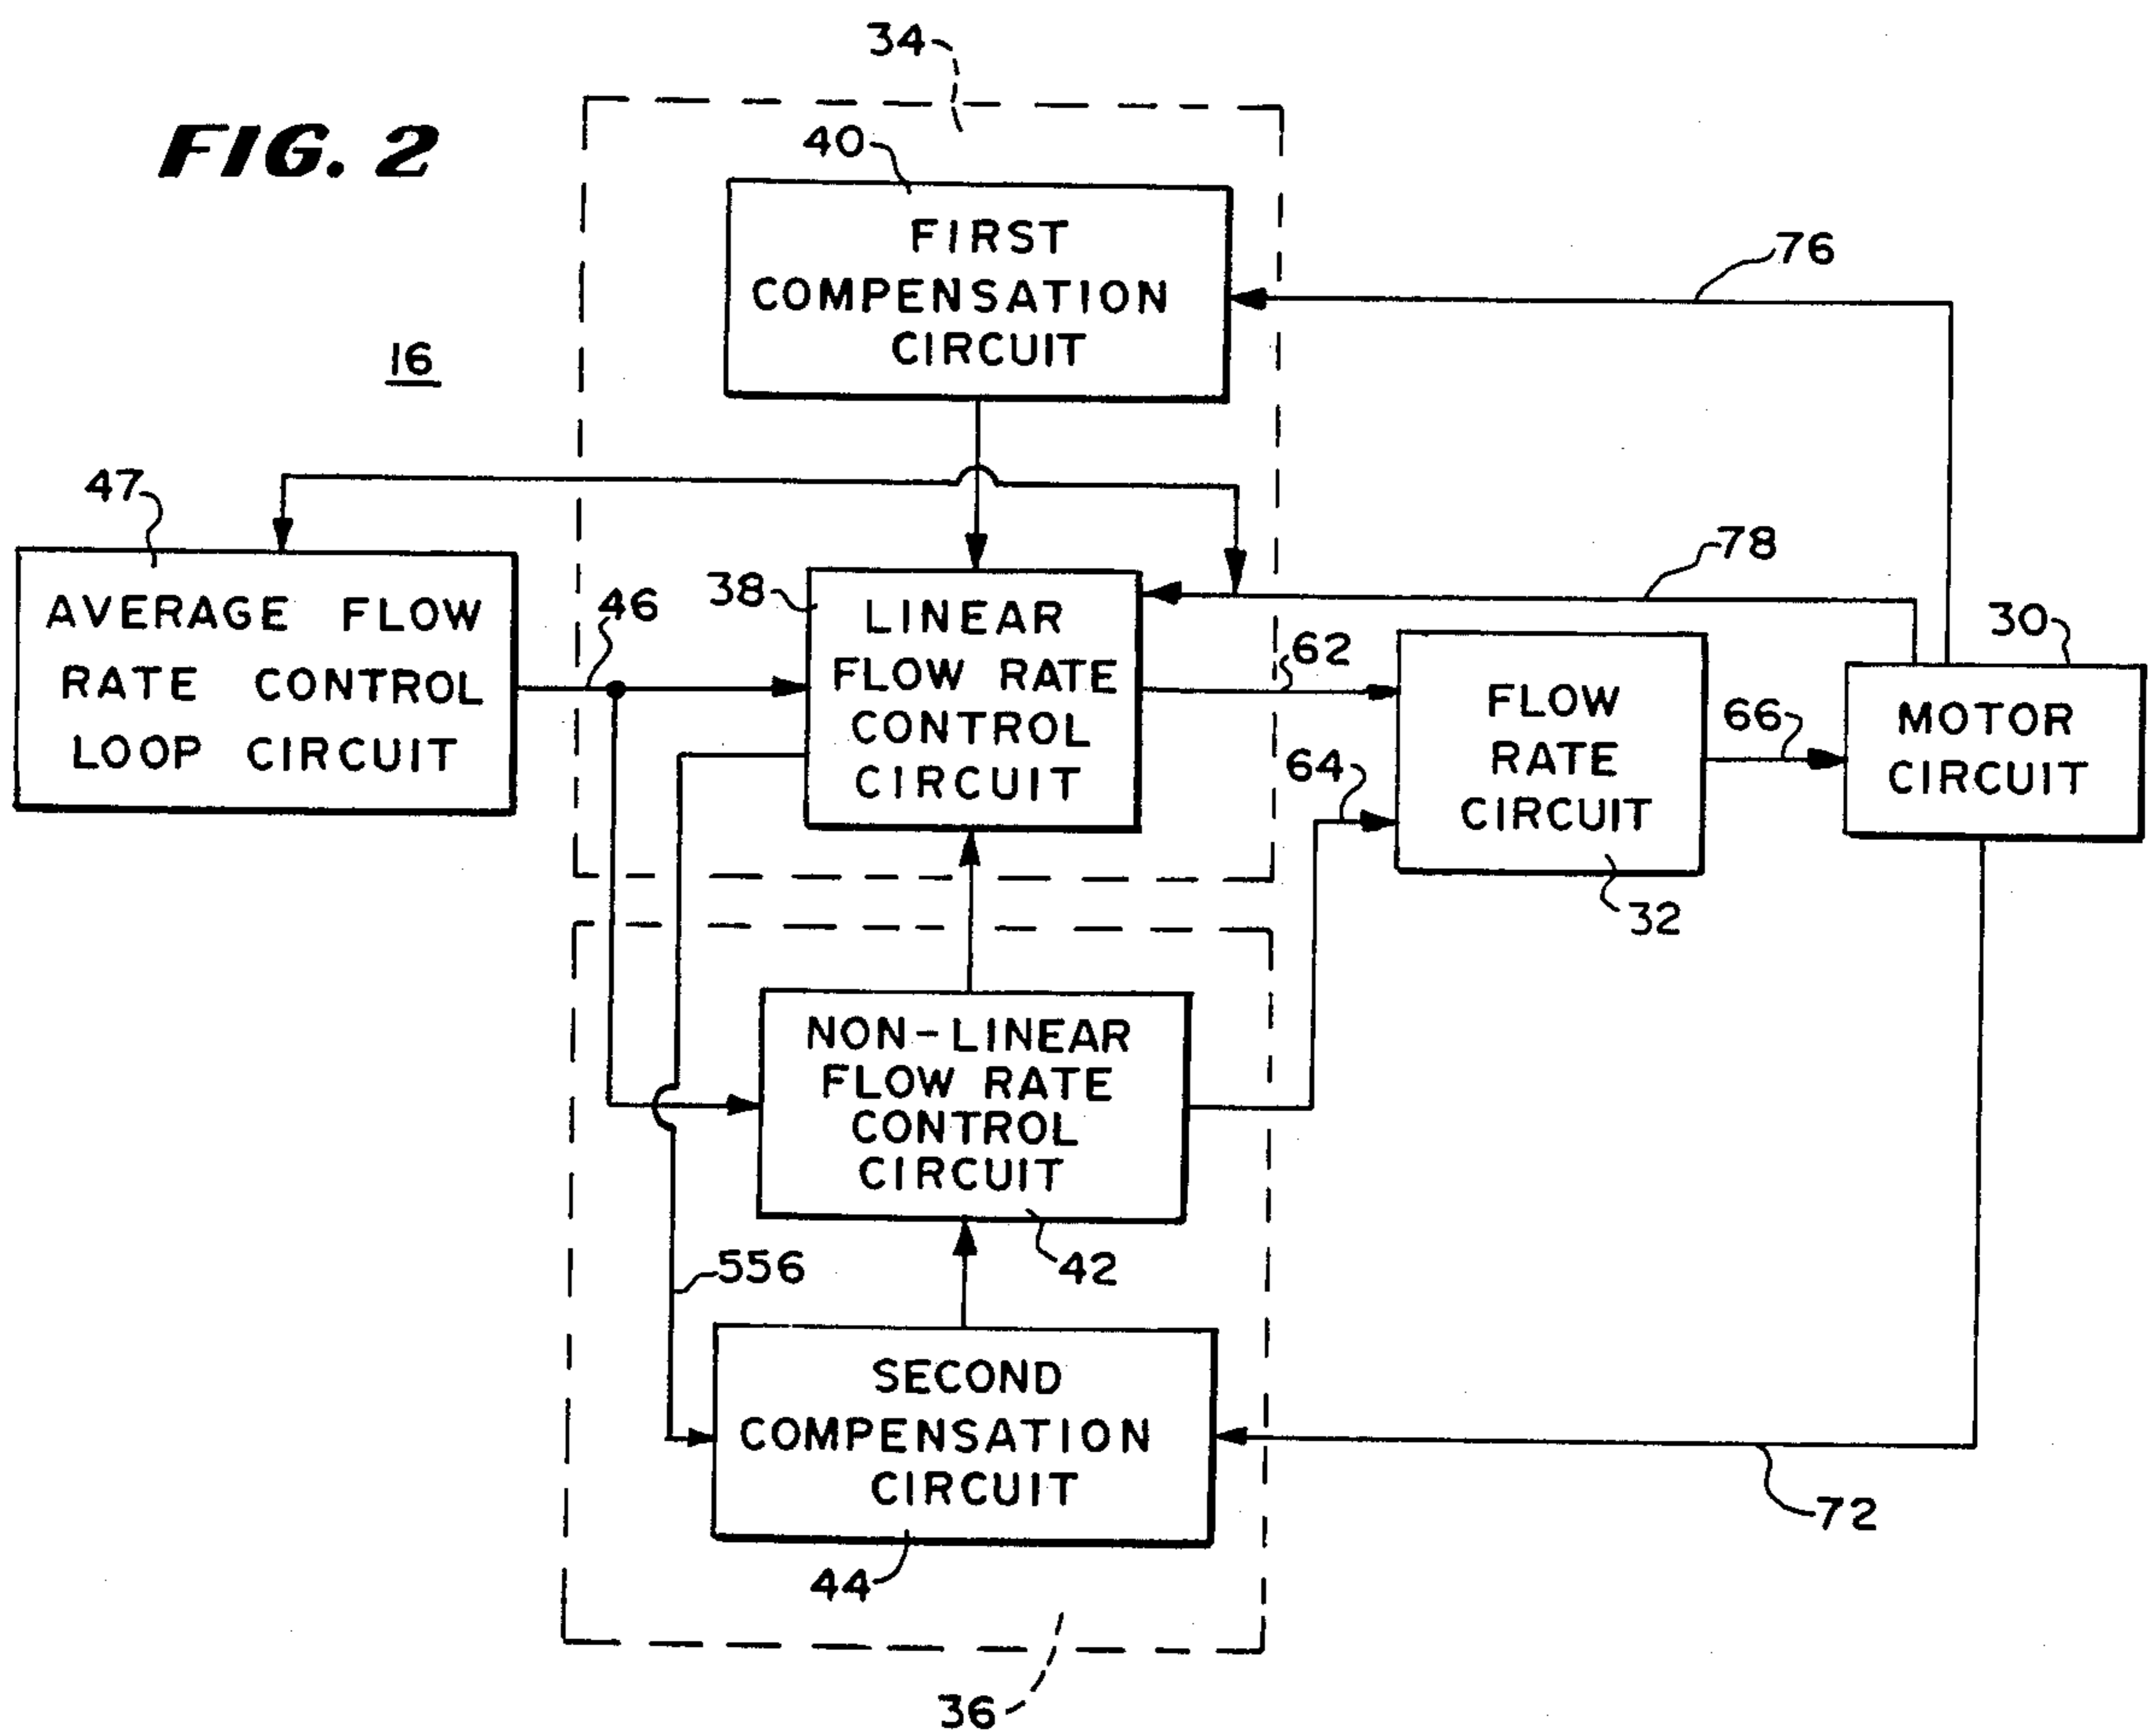 34
FIG. 2
40
FIRST
COMPENSATION
CIRCUIT
76
16
47
AVERAGE FLOW
RATE CONTROL
LOOP CIRCUIT
46
38
LINEAR
FLOW RATE
CONTROL
CIRCUIT
78
62
64
FLOW
RATE
CIRCUIT
32
66
30
MOTOR
CIRCUIT
NON-LINEAR
FLOW RATE
CONTROL
CIRCUIT
42
556
SECOND
COMPENSATION
CIRCUIT
44
72
36